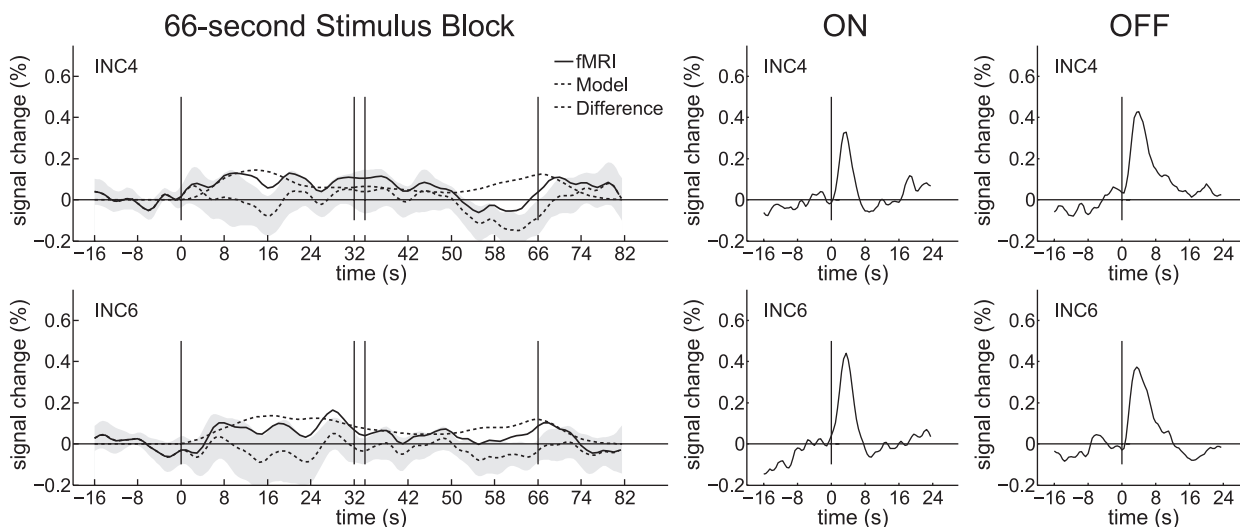 66-second Stimulus Block
ON
OFF
INC4
fMRI
Model
Difference
signal change (%)
0.6
0.4
0.2
0
−0.2
−16 −8 0 8 16 24 32 42 50 58 66 74 82
time (s)
INC4
signal change (%)
0.6
0.4
0.2
0
−0.2
−16 −8 0 8 16 24
time (s)
INC4
signal change (%)
0.6
0.4
0.2
0
−0.2
−16 −8 0 8 16 24
time (s)
INC6
signal change (%)
0.6
0.4
0.2
0
−0.2
−16 −8 0 8 16 24 32 42 50 58 66 74 82
time (s)
INC6
signal change (%)
0.6
0.4
0.2
0
−0.2
−16 −8 0 8 16 24
time (s)
INC6
signal change (%)
0.6
0.4
0.2
0
−0.2
−16 −8 0 8 16 24
time (s)